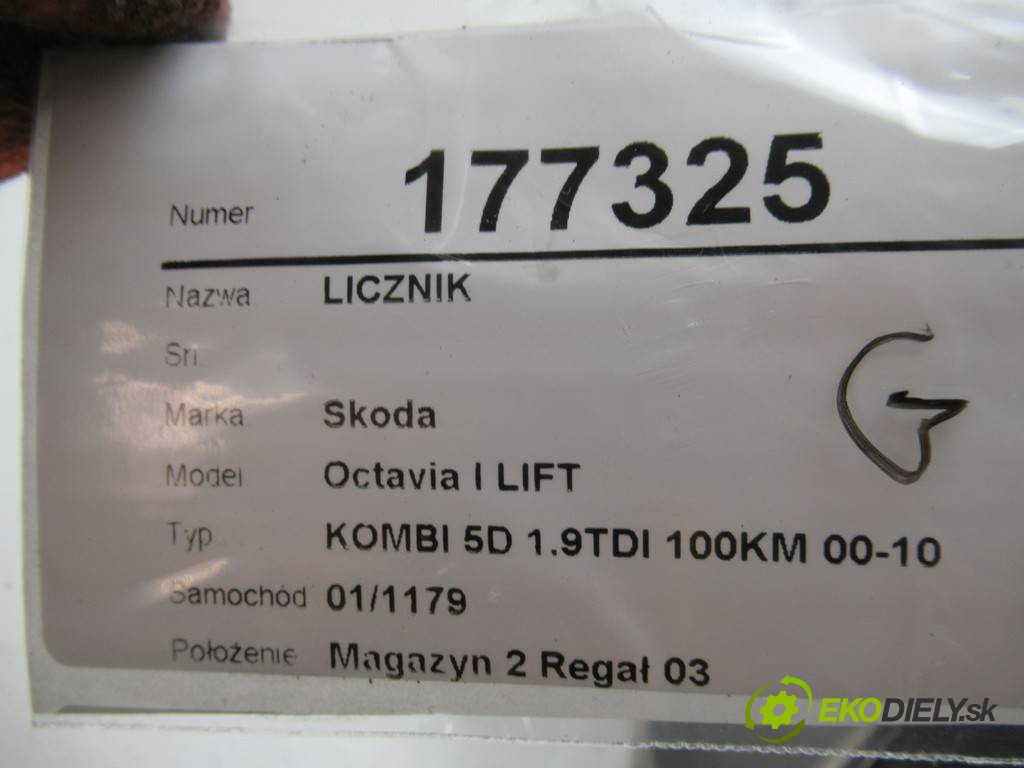 Numer 177325
Nazwa LICZNIK
Sri
Marka Skoda
Model Octavia I LIFT
G
Typ KOMBI 5D 1.9TDI 100KM 00-10
Samochód 01/1179
Położenie Magazyn 2 Regał 03
EKODIELY.sk